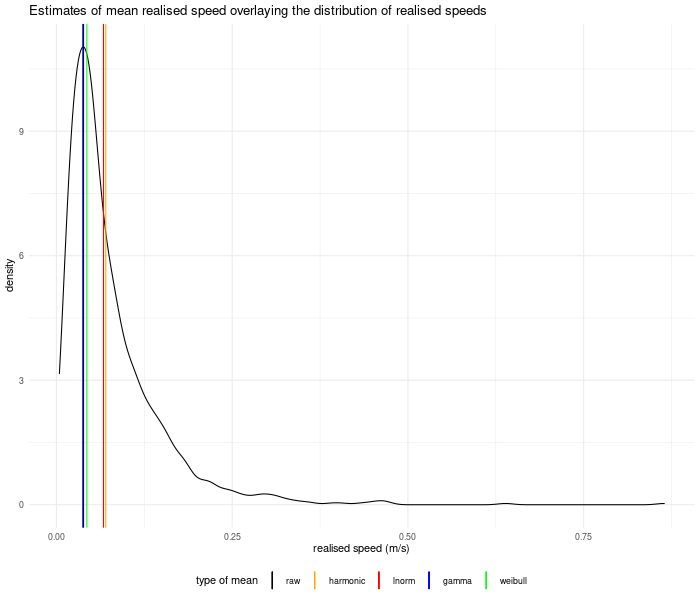 Estimates of mean realised speed overlaying the distribution of realised speeds
density
9
6
3
0
0.00 0.25 0.50 0.75
realised speed (m/s)
type of mean raw harmonic lnorm gamma weibull